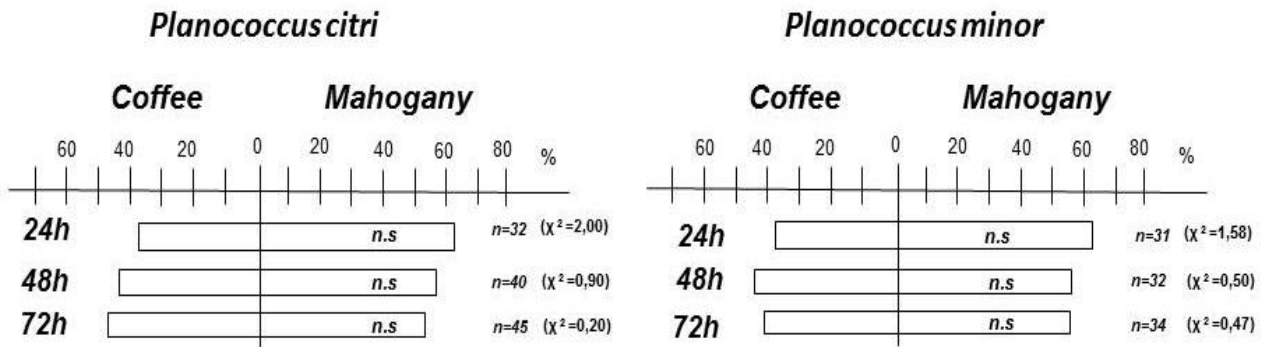 Planococcus citri
Coffee Mahogany
60 40 20 0 20 40 60 80 %
24h n.s n=32 (χ²=2,00)
48h n.s n=40 (χ²=0,90)
72h n.s n=45 (χ²=0,20)
Planococcus minor
Coffee Mahogany
60 40 20 0 20 40 60 80 %
24h n.s n=31 (χ²=1,58)
48h n.s n=32 (χ²=0,50)
72h n.s n=34 (χ²=0,47)